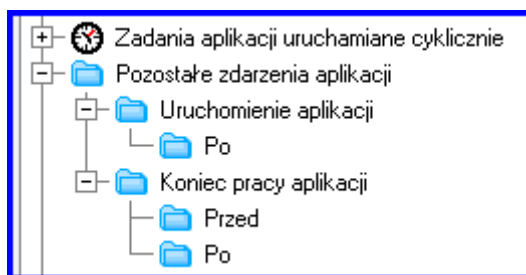 Zadania aplikacji uruchamiane cyklicznie
Pozostałe zdarzenia aplikacji
Uruchomienie aplikacji
Po
Koniec pracy aplikacji
Przed
Po